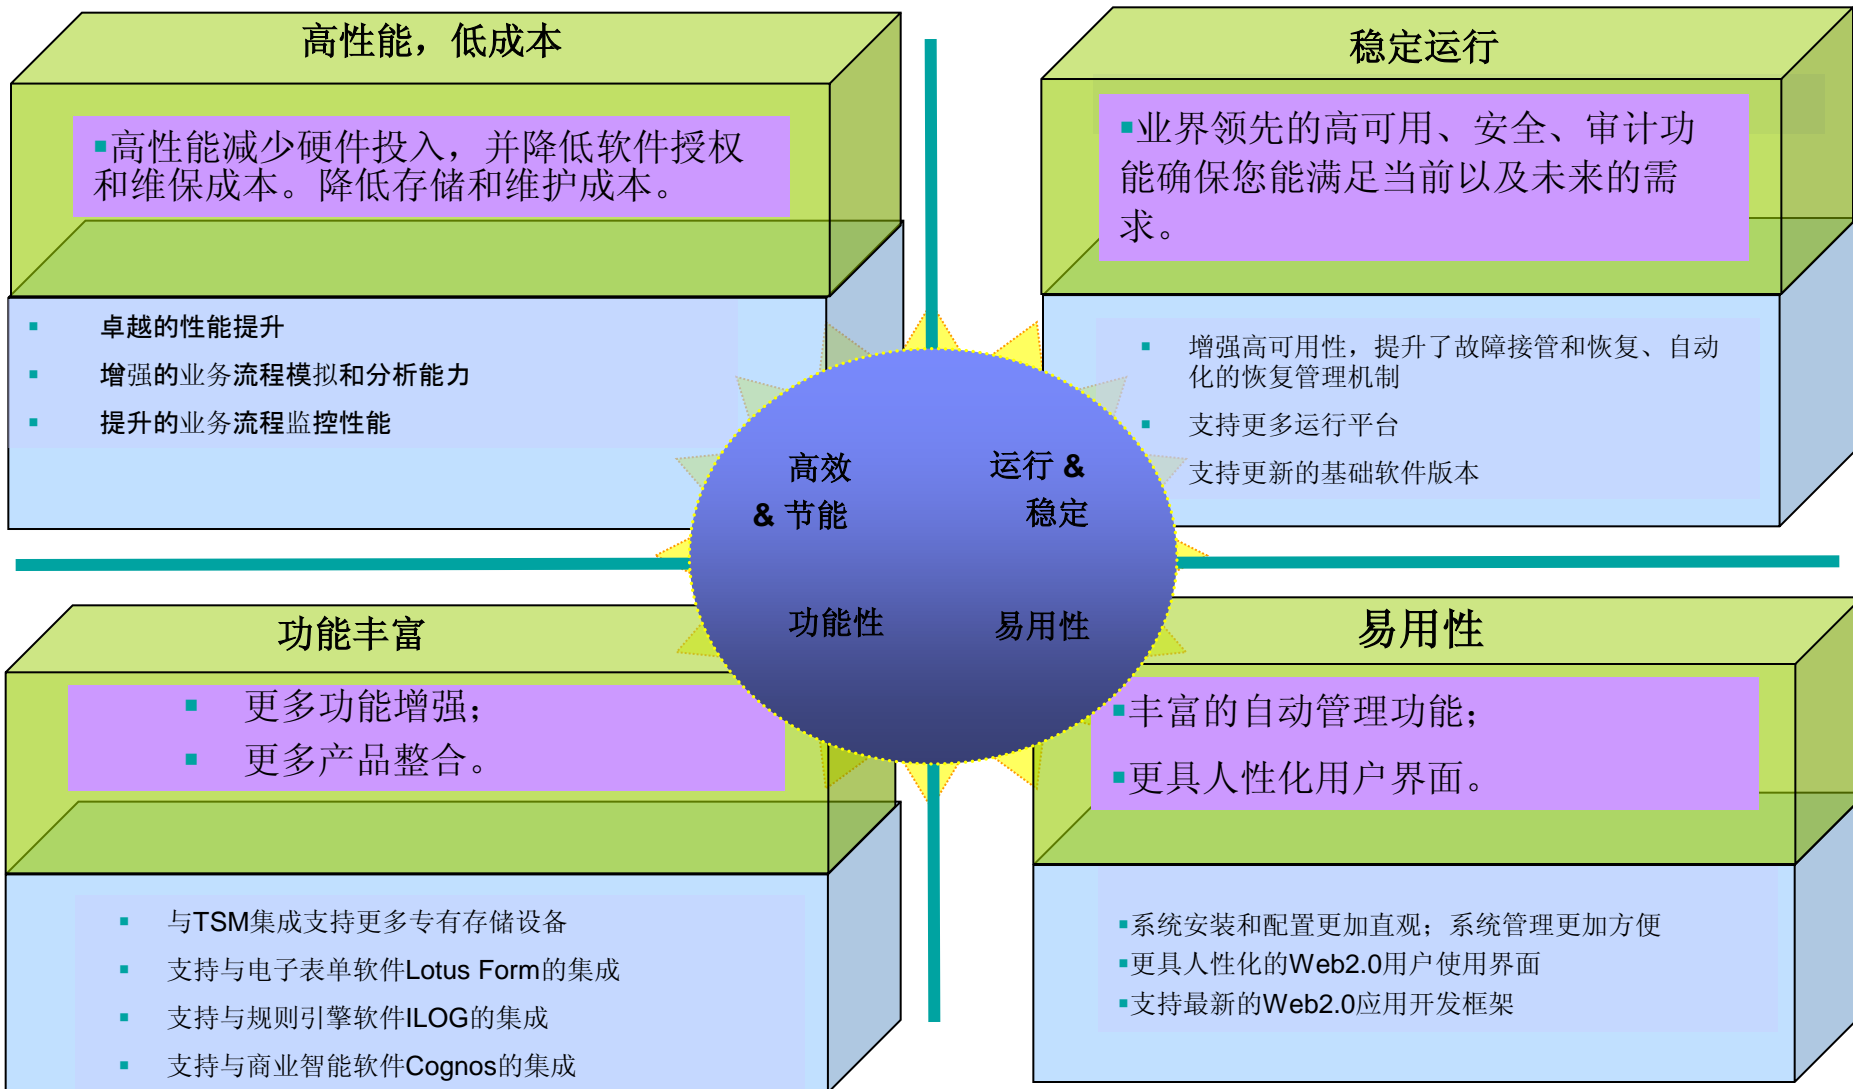 高性能，低成本
▪高性能减少硬件投入，并降低软件授权
和维保成本。降低存储和维护成本。
▪ 卓越的性能提升
▪ 增强的业务流程模拟和分析能力
▪ 提升的业务流程监控性能
稳定运行
▪业界领先的高可用、安全、审计功
能确保您能满足当前以及未来的需
求。
▪ 增强高可用性，提升了故障接管和恢复、自动
化的恢复管理机制
▪ 支持更多运行平台
▪ 支持更新的基础软件版本
高效
& 节能
运行 &
稳定
功能性
易用性
功能丰富
▪ 更多功能增强；
▪ 更多产品整合。
▪ 与TSM集成支持更多专有存储设备
▪ 支持与电子表单软件Lotus Form的集成
▪ 支持与规则引擎软件ILOG的集成
▪ 支持与商业智能软件Cognos的集成
易用性
▪丰富的自动管理功能；
▪更具人性化用户界面。
▪系统安装和配置更加直观；系统管理更加方便
▪更具人性化的Web2.0用户使用界面
▪支持最新的Web2.0应用开发框架